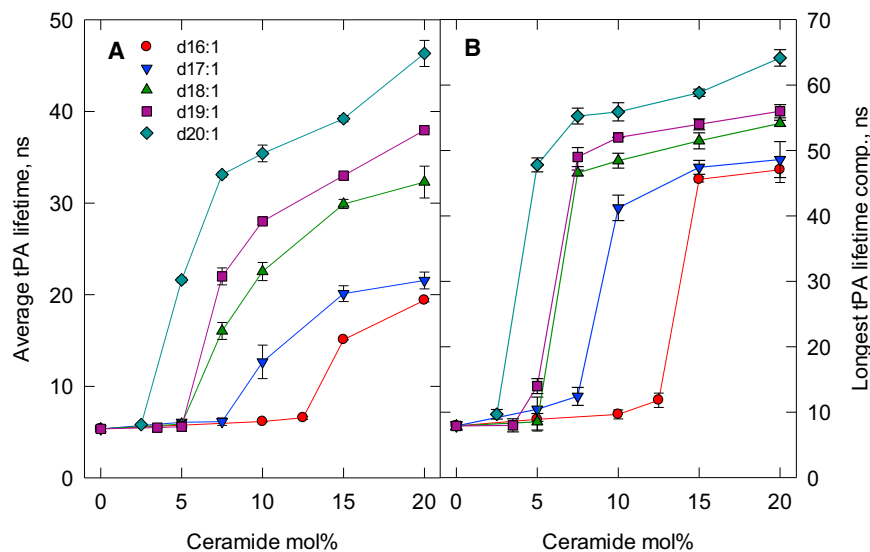 50
40
30
20
10
0
Average tPA lifetime, ns
A
d16:1
d17:1
d18:1
d19:1
d20:1
0
5
10
15
20
Ceramide mol%
B
0
5
10
15
20
Ceramide mol%
70
60
50
40
30
20
10
0
Longest tPA lifetime comp., ns